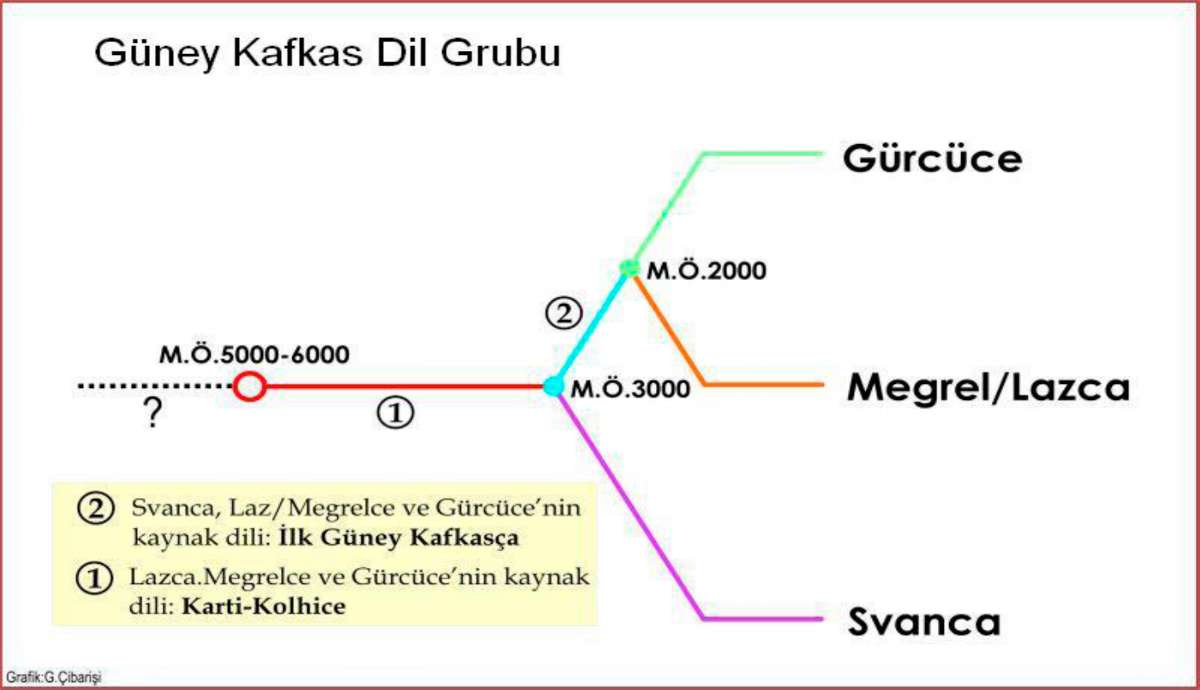 Güney Kafkas Dil Grubu
Gürcüce
M.Ö.2000
2
M.Ö.5000-6000
M.Ö.3000
Megrel/Lazca
?
1
2 Svanca, Laz/Megrelce ve Gürcüce’nin
kaynak dili: İlk Güney Kafkasça
1 Lazca.Megrelce ve Gürcüce’nin kaynak
dili: Karti-Kolhice
Svanca
Grafik:G.Çibarişi